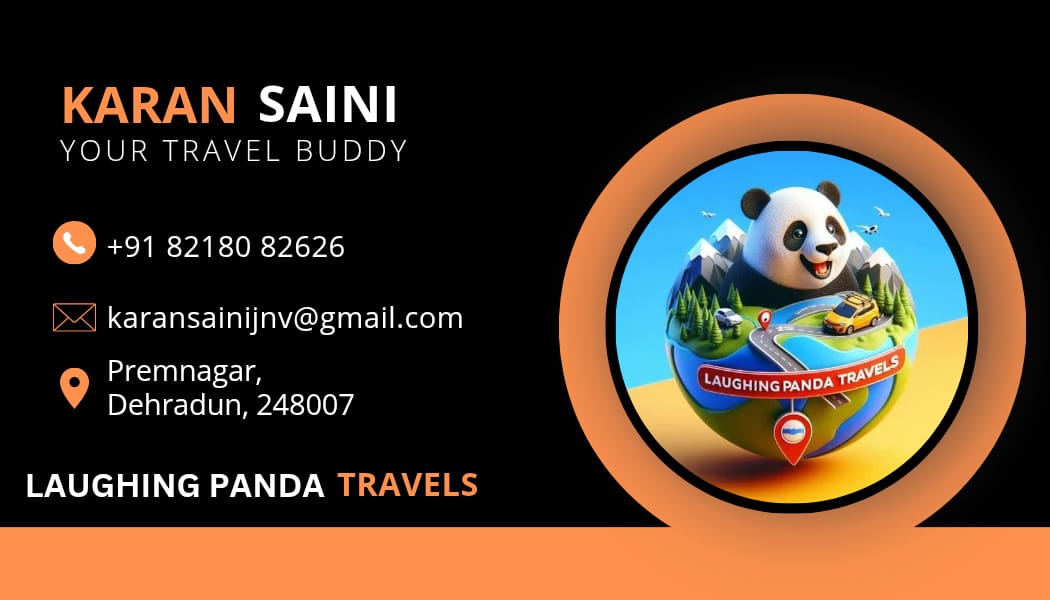 KARAN SAINI
YOUR TRAVEL BUDDY
+91 82180 82626
karansainijnv@gmail.com
Premnagar,
Dehradun, 248007
LAUGHING PANDA TRAVELS
LAUGHING PANDA TRAVELS